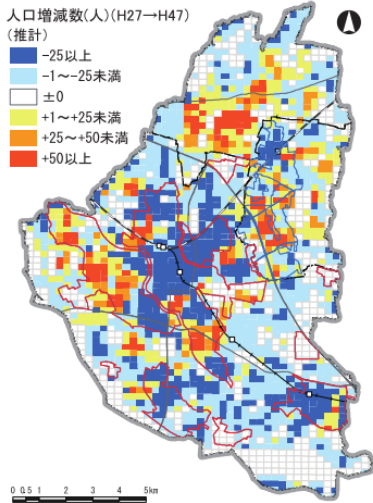 人口増減数(人)(H27→H47)
(推計)
-25以上
-1～-25未満
±0
+1～+25未満
+25～+50未満
+50以上
0 0.5 1 2 3 4 5km